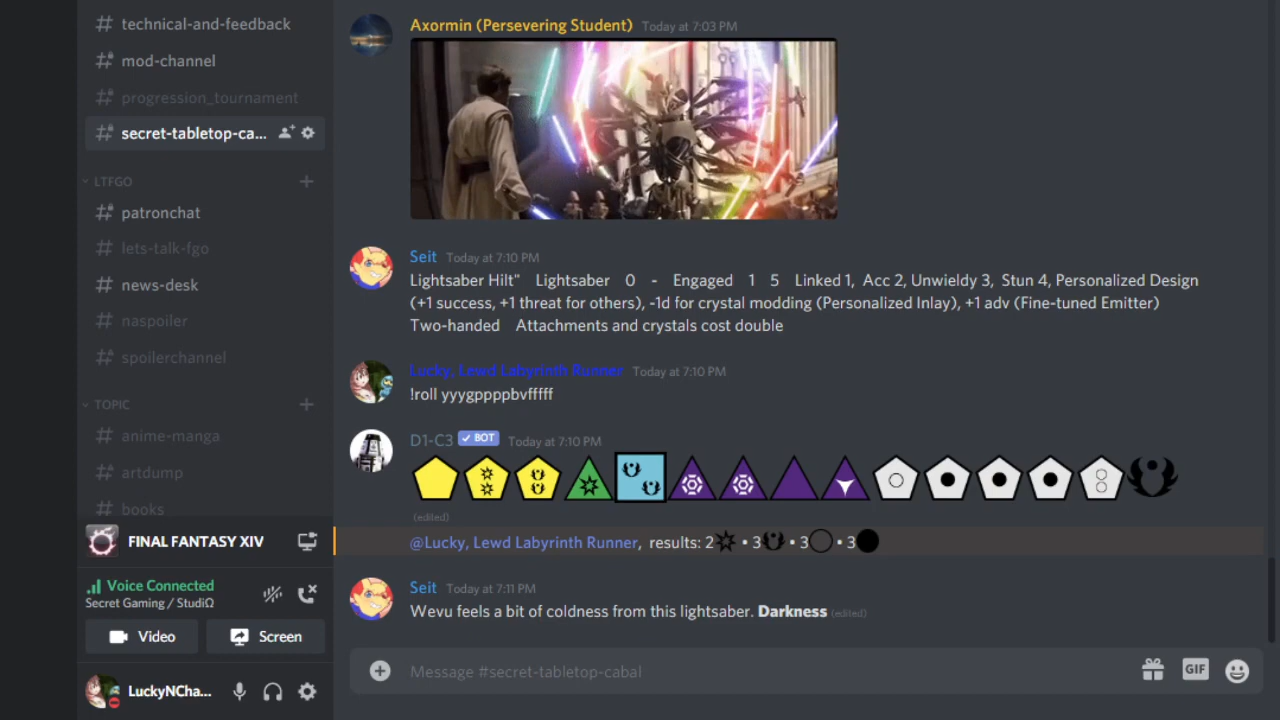 technical-and-feedback
mod-channel
progression_tournament
secret-tabletop-ca...
LTFGO
patronchat
lets-talk-fgo
news-desk
naspoiler
spoilerchannel
TOPIC
anime-manga
artdump
books
FINAL FANTASY XIV
Voice Connected
Secret Gaming / StudiΩ
Video
Screen
LuckyNCha...
Axormin (Persevering Student) Today at 7:03 PM
Seit Today at 7:10 PM
Lightsaber Hilt" Lightsaber 0 - Engaged 1 5 Linked 1, Acc 2, Unwieldy 3, Stun 4, Personalized Design
(+1 success, +1 threat for others), -1d for crystal modding (Personalized Inlay), +1 adv (Fine-tuned Emitter)
Two-handed Attachments and crystals cost double
Lucky, Lewd Labyrinth Runner Today at 7:10 PM
!roll yyygppppbvfffff
D1-C3 ✓ BOT Today at 7:10 PM
(edited)
@Lucky, Lewd Labyrinth Runner, results: 2 • 3 • 3 • 3
Seit Today at 7:11 PM
Wevu feels a bit of coldness from this lightsaber. Darkness (edited)
Message #secret-tabletop-cabal
GIF